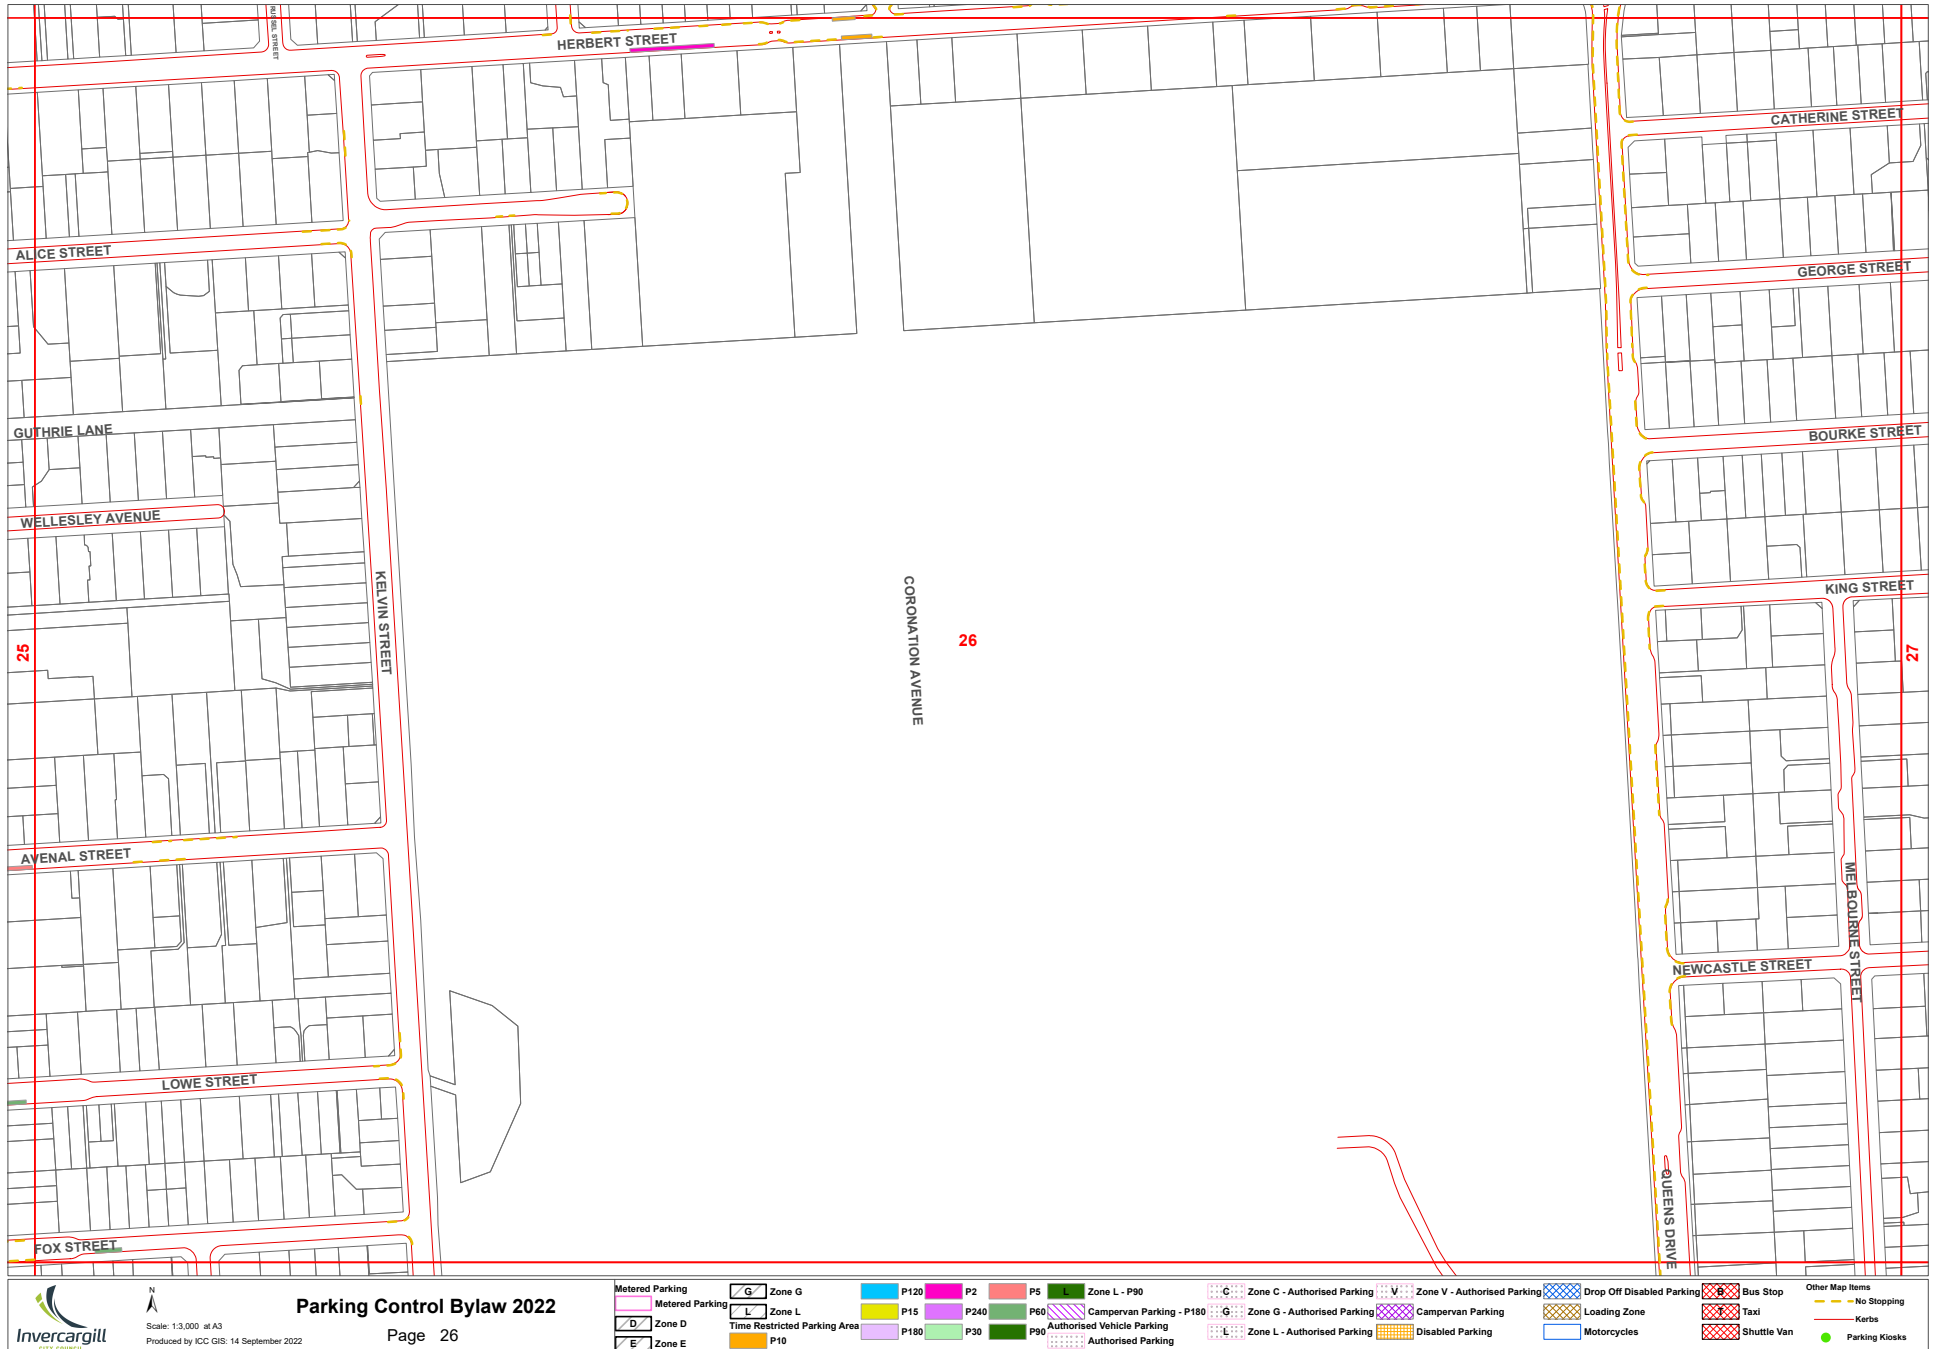 RUSSEL STREET
HERBERT STREET
CATHERINE STREET
ALICE STREET
GEORGE STREET
GUTHRIE LANE
BOURKE STREET
WELLESLEY AVENUE
KELVIN STREET
CORONATION AVENUE
KING STREET
25
26
27
AVENAL STREET
MELBOURNE STREET
NEWCASTLE STREET
LOWE STREET
QUEENS DRIVE
FOX STREET
Invercargill
CITY COUNCIL
N
Scale: 1:3,000 at A3
Produced by ICC GIS: 14 September 2022
Parking Control Bylaw 2022
Page 26
Metered Parking
Metered Parking
D Zone D
E Zone E
G Zone G
L Zone L
Time Restricted Parking Area
P10
P120
P15
P180
P2
P240
P30
P5
P60
P90
L Zone L - P90
Campervan Parking - P180
Authorised Vehicle Parking
Authorised Parking
C Zone C - Authorised Parking
G Zone G - Authorised Parking
L Zone L - Authorised Parking
V Zone V - Authorised Parking
Campervan Parking
Disabled Parking
Drop Off Disabled Parking
Loading Zone
Motorcycles
B Bus Stop
T Taxi
Shuttle Van
Other Map Items
No Stopping
Kerbs
Parking Kiosks